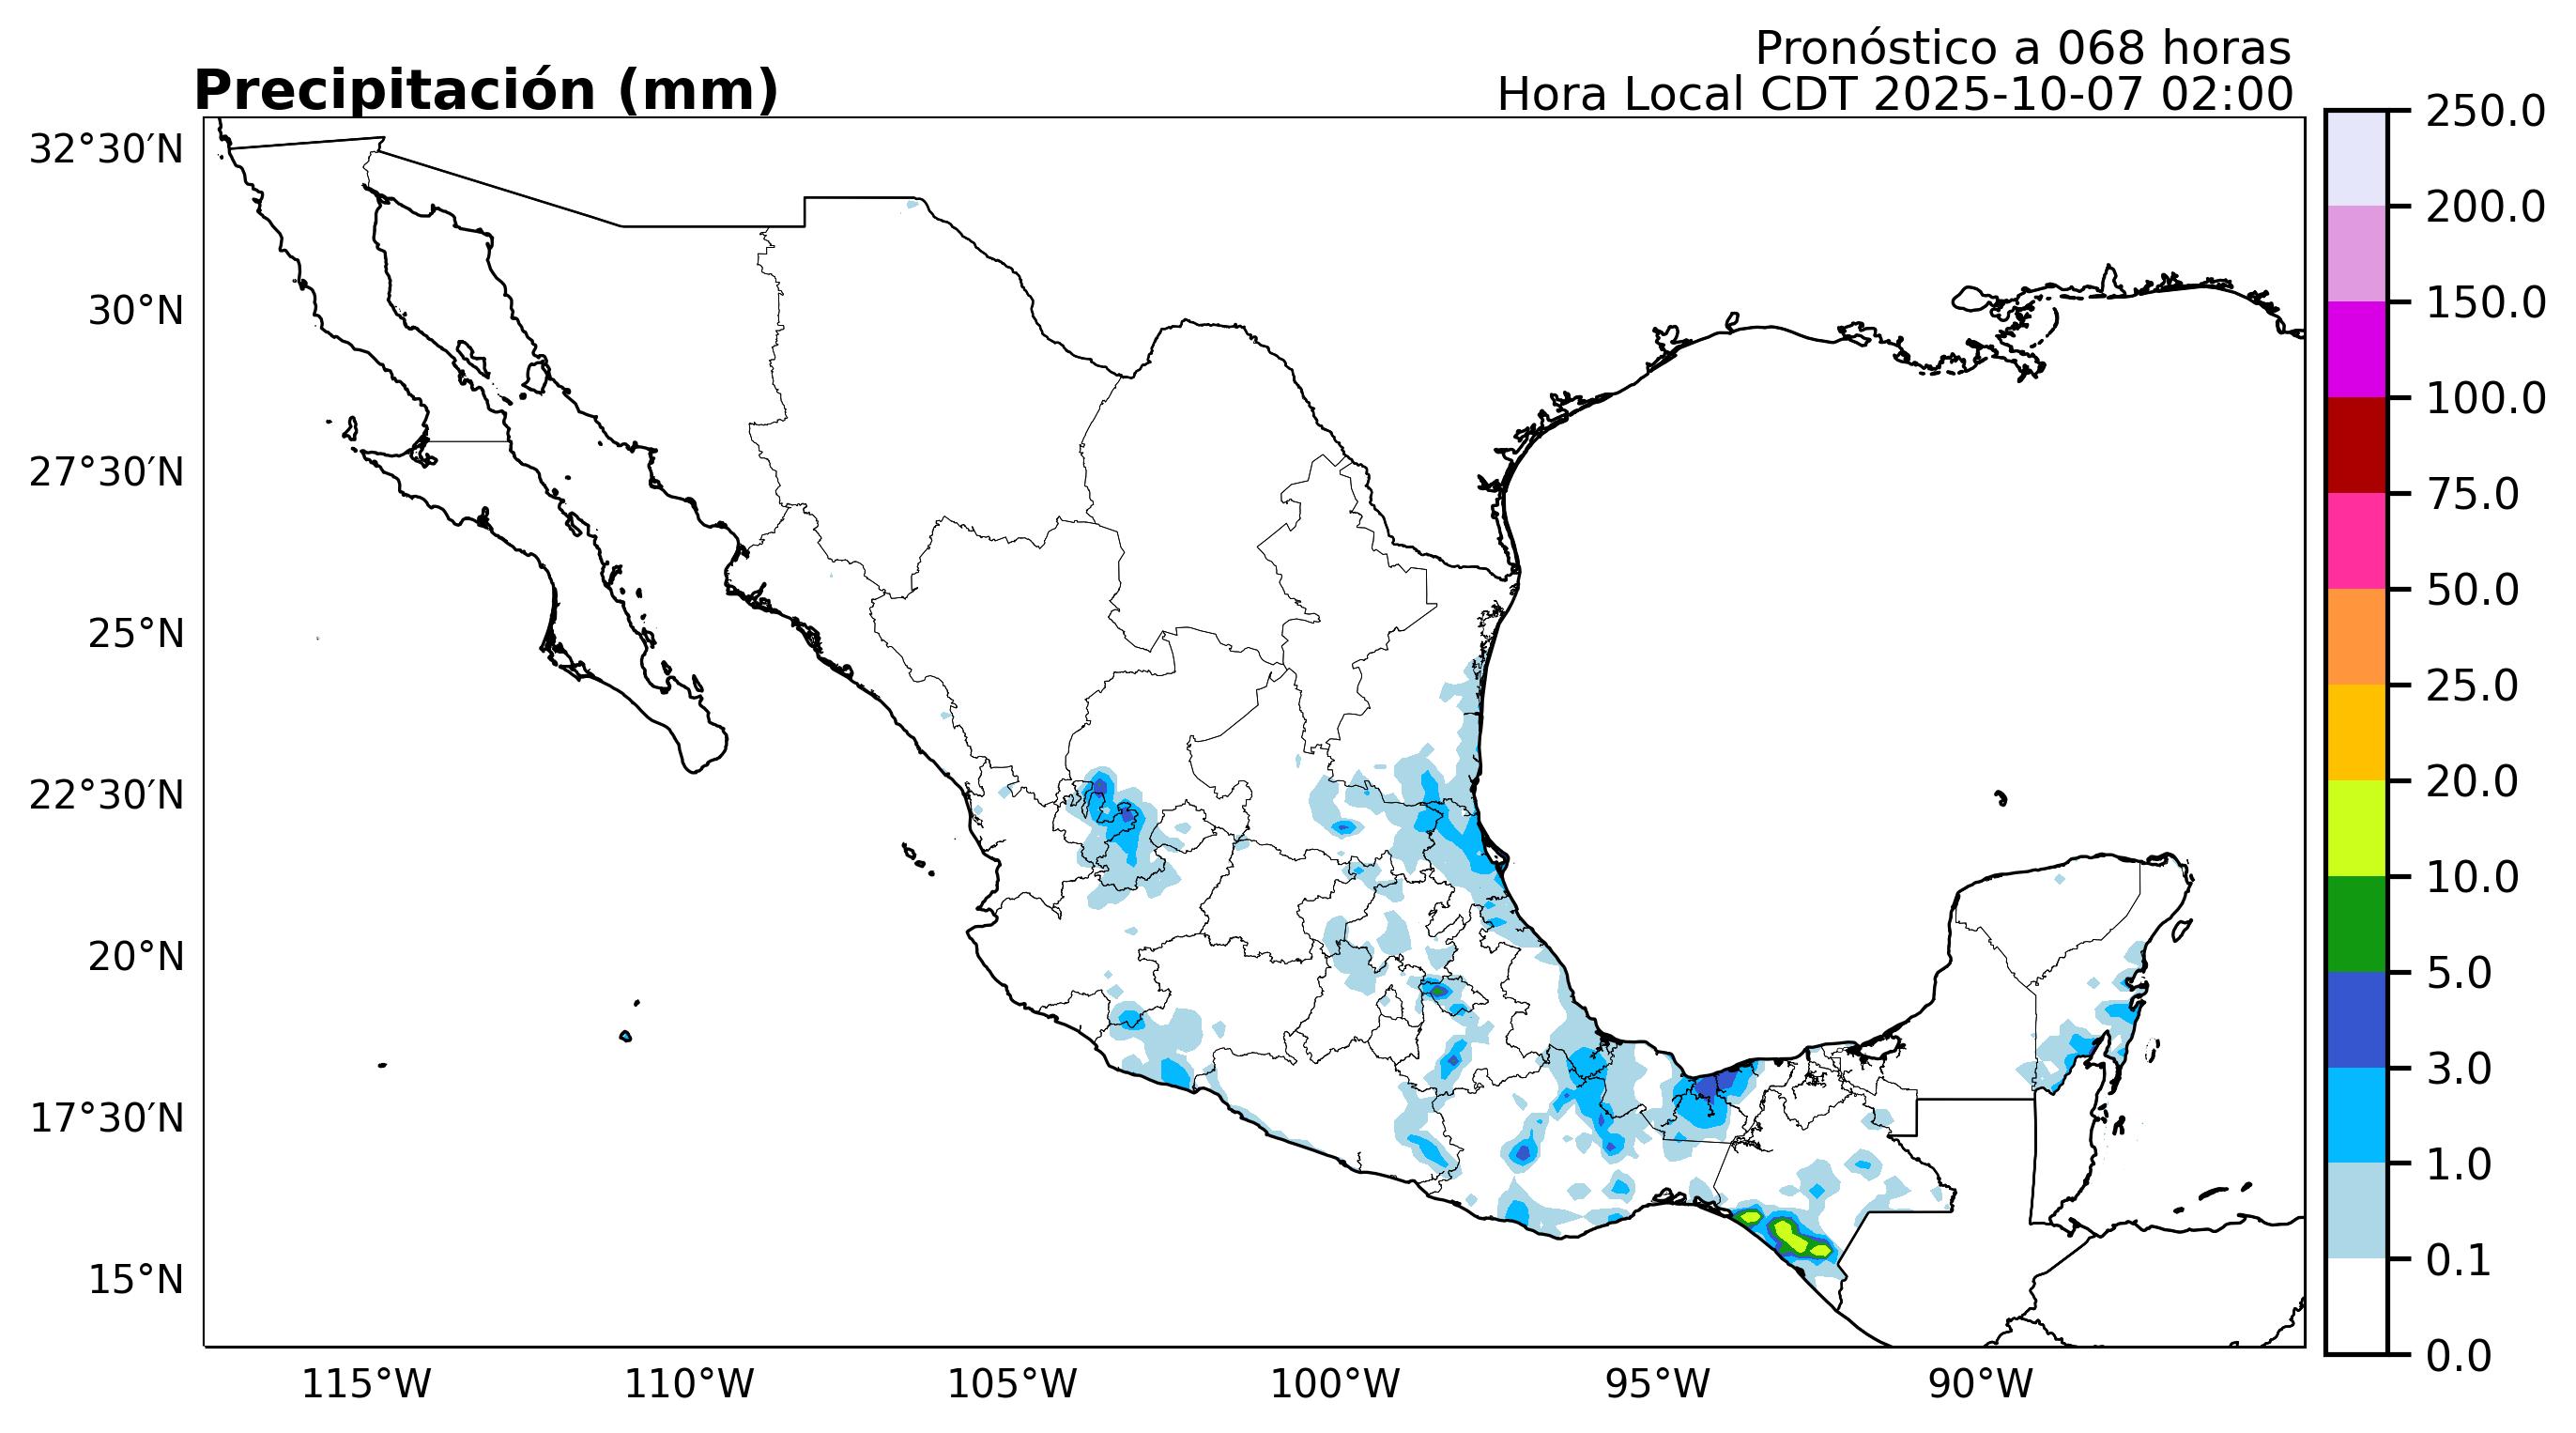 Pronóstico a 068 horas
Precipitación (mm)
Hora Local CDT 2025-10-07 02:00
32°30′N
30°N
27°30′N
25°N
22°30′N
20°N
17°30′N
15°N
115°W
110°W
105°W
100°W
95°W
90°W
250.0
200.0
150.0
100.0
75.0
50.0
25.0
20.0
10.0
5.0
3.0
1.0
0.1
0.0